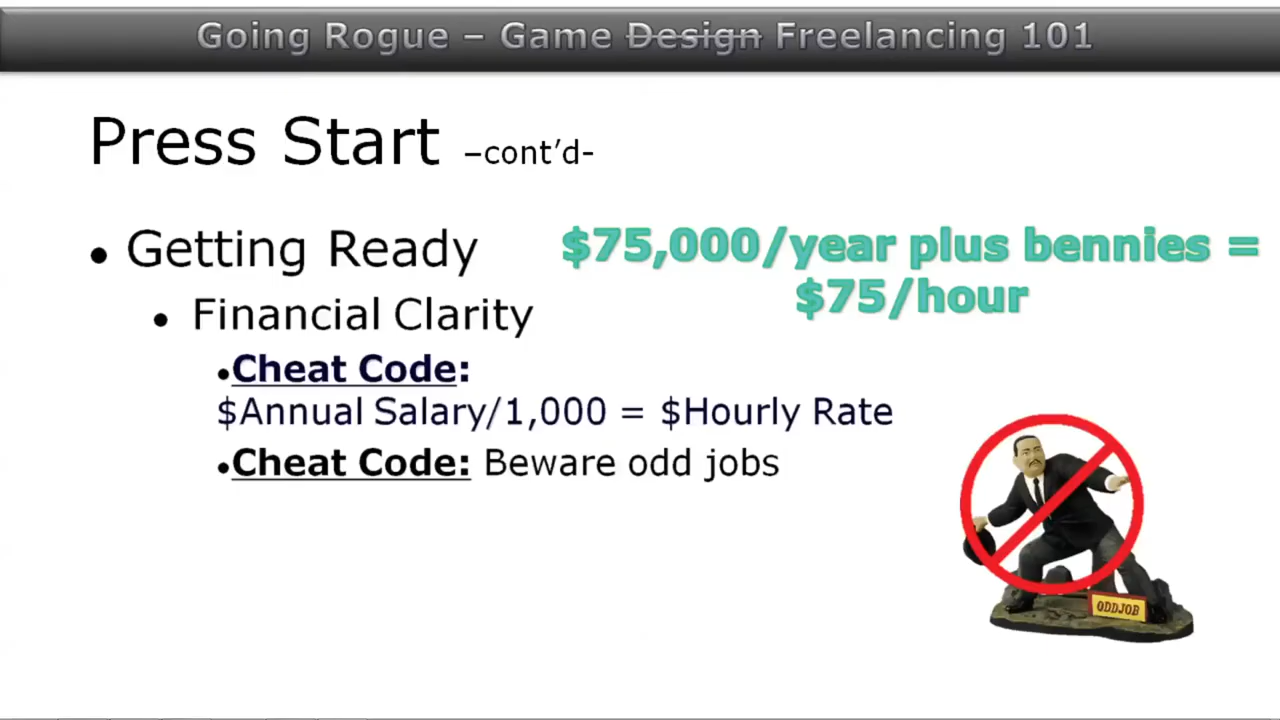 Going Rogue – Game Design Freelancing 101
Press Start –cont’d-
• Getting Ready
$75,000/year plus bennies =
$75/hour
• Financial Clarity
•Cheat Code:
$Annual Salary/1,000 = $Hourly Rate
•Cheat Code: Beware odd jobs
ODDJOB